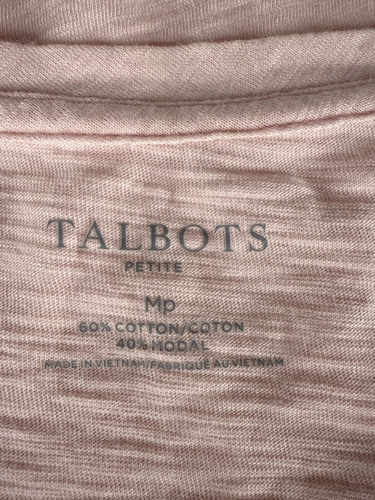 TALBOTS
PETITE
Mp
60% COTTON/COTON
40% MODAL
MADE IN VIETNAM/FABRIQUÉ AU VIETNAM